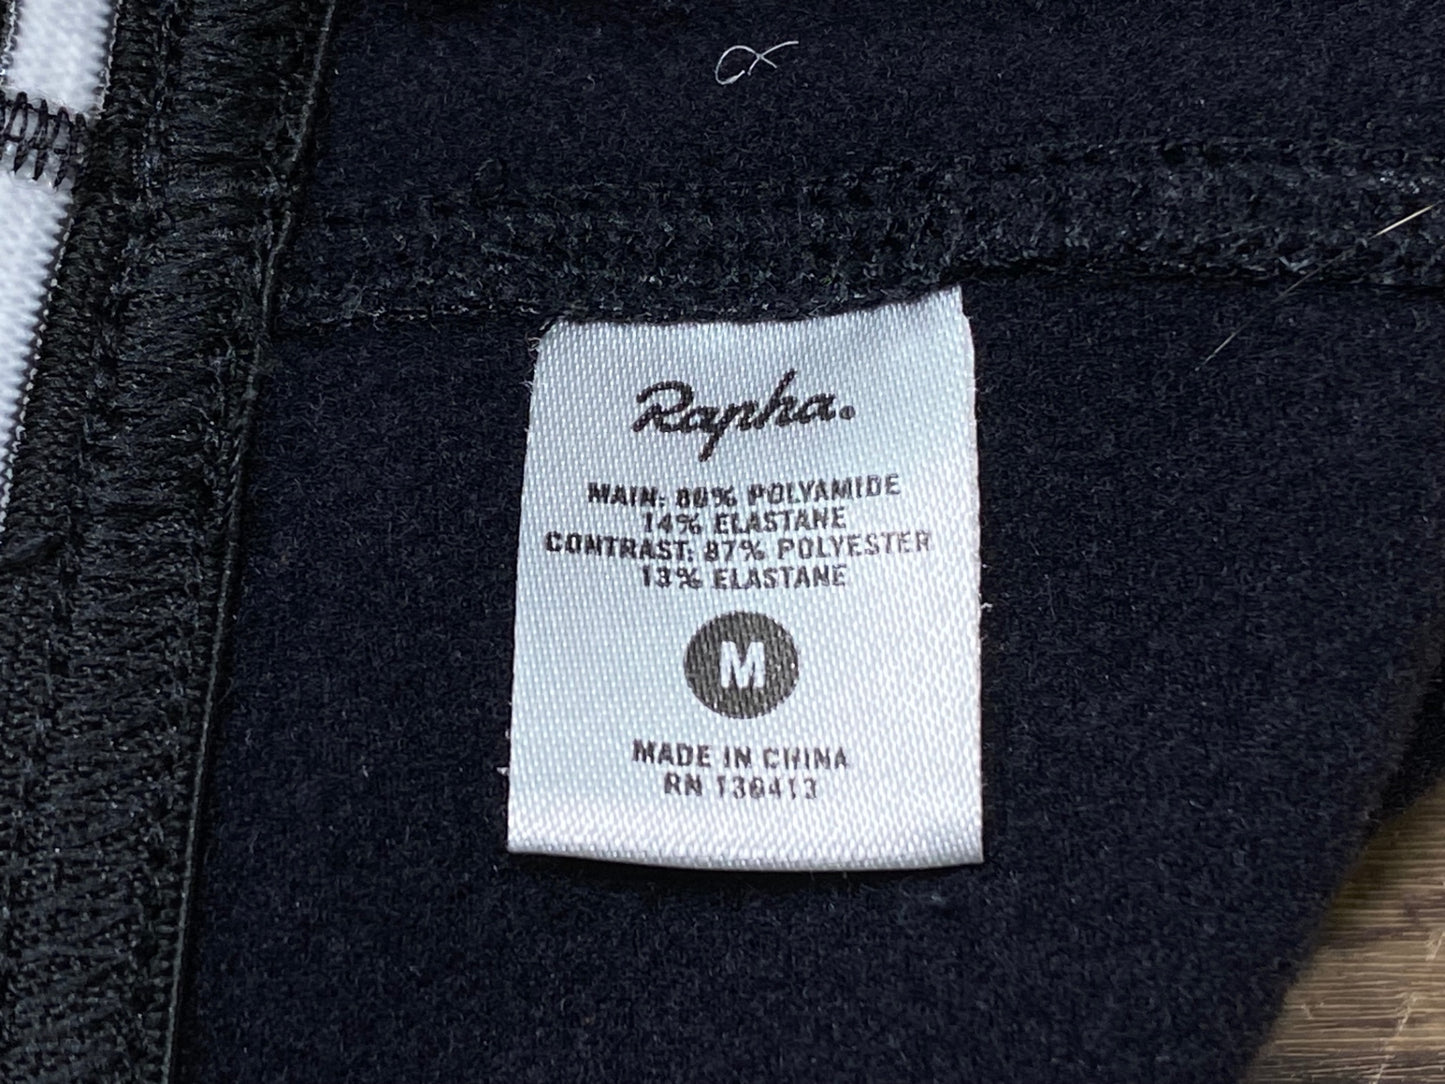 Rapha.
MAIN: 86% POLYAMIDE
14% ELASTANE
CONTRAST: 87% POLYESTER
13% ELASTANE
M
MADE IN CHINA
RN 130413